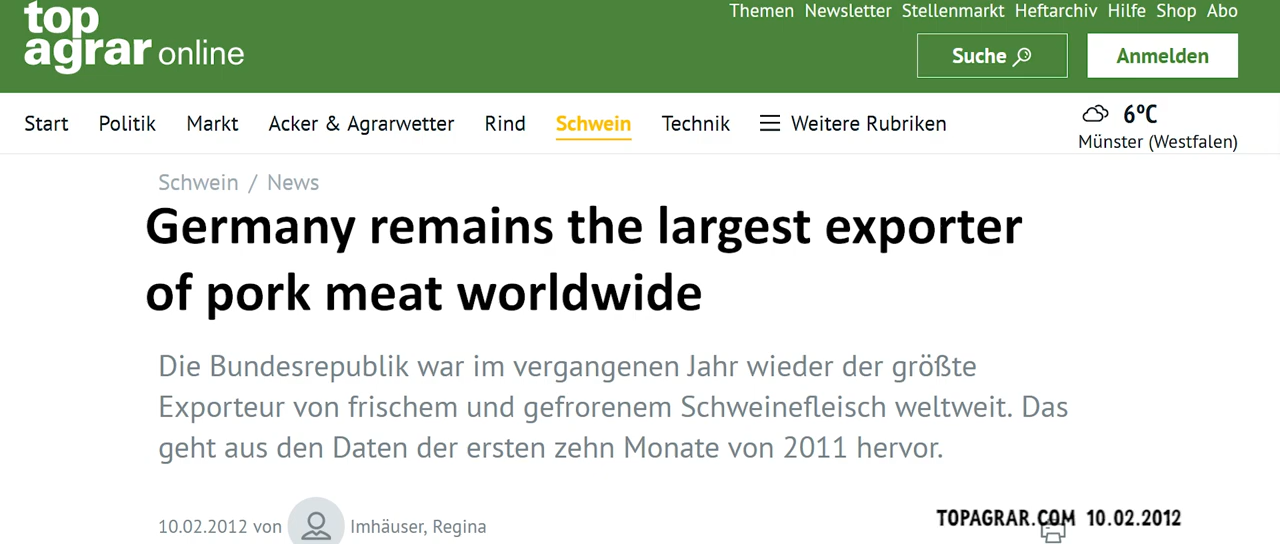 top
agrar online
Themen Newsletter Stellenmarkt Heftarchiv Hilfe Shop Abo
Suche
Anmelden
Start Politik Markt Acker & Agrarwetter Rind Schwein Technik Weitere Rubriken
6°C
Münster (Westfalen)
Schwein / News
Germany remains the largest exporter
of pork meat worldwide
Die Bundesrepublik war im vergangenen Jahr wieder der größte
Exporteur von frischem und gefrorenem Schweinefleisch weltweit. Das
geht aus den Daten der ersten zehn Monate von 2011 hervor.
10.02.2012 von Imhäuser, Regina
TOPAGRAR.COM 10.02.2012